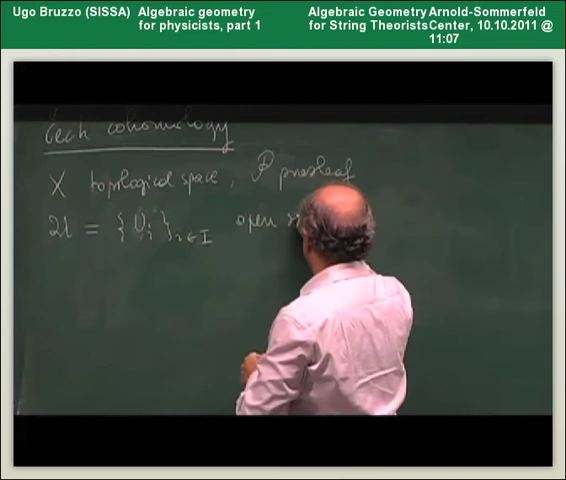 Ugo Bruzzo (SISSA) Algebraic geometry for physicists, part 1
Algebraic Geometry for String Theorists
Arnold-Sommerfeld Center, 10.10.2011 @ 11:07
Čech cohomology
X topological space, 𝒫 presheaf
𝔘 = { U_i }_{i∈I} open